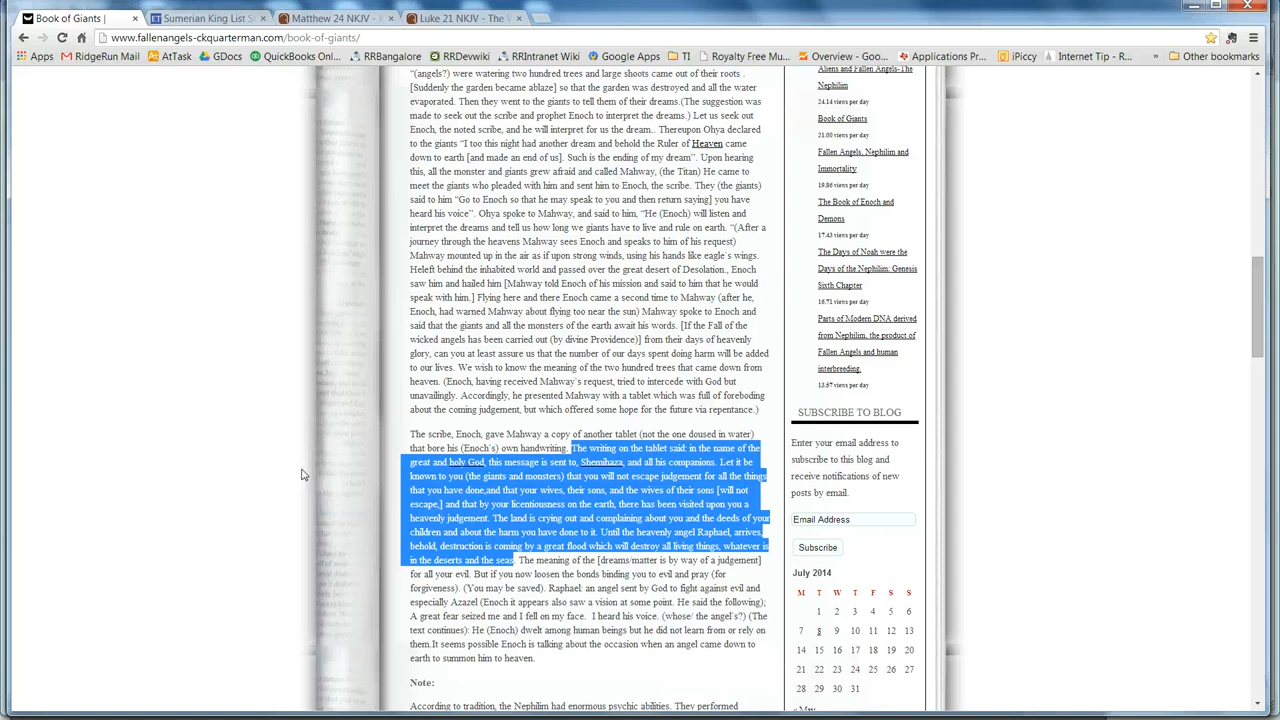 Book of Giants |
Sumerian King List S
Matthew 24 NKJV -
Luke 21 NKJV - The
www.fallenangels-ckquarterman.com/book-of-giants/
Apps
RidgeRun Mail
AtTask
GDocs
QuickBooks Onli...
RRBangalore
RRDevwiki
RRIntranet Wiki
Google Apps
TI
Royalty Free Mu...
Overview - Goo...
Applications Pr...
iPiccy
Internet Tip - R...
»
Other bookmarks
“(angels?) were watering two hundred trees and large shoots came out of their roots .
[Suddenly the garden became ablaze] so that the garden was destroyed and all the water
evaporated. Then they went to the giants to tell them of their dreams.(The suggestion was
made to seek out the scribe and prophet Enoch to interpret the dreams.) Let us seek out
Enoch, the noted scribe, and he will interpret for us the dream.. Thereupon Ohya declared
to the giants “I too this night had another dream and behold the Ruler of Heaven came
down to earth [and made an end of us]. Such is the ending of my dream”. Upon hearing
this, all the monster and giants grew afraid and called Mahway, (the Titan) He came to
meet the giants who pleaded with him and sent him to Enoch, the scribe. They (the giants)
said to him “Go to Enoch so that he may speak to you and then return saying] “you have
heard his voice”. Ohya spoke to Mahway, and said to him, “He (Enoch) will listen and
interpret the dreams and tell us how long we giants have to live and rule on earth. “(After a
journey through the heavens Mahway sees Enoch and speaks to him of his request)
Mahway mounted up in the air as if upon strong winds, using his hands like eagle`s wings.
Heleft behind the inhabited world and passed over the great desert of Desolation., Enoch
saw him and hailed him [Mahway told Enoch of his mission and said to him that he would
speak with him.] Flying here and there Enoch came a second time to Mahway (after he,
Enoch, had warned Mahway about flying too near the sun) Mahway spoke to Enoch and
said that the giants and all the monsters of the earth await his words. [If the Fall of the
wicked angels has been carried out (by divine Providence)] from their days of heavenly
glory, can you at least assure us that the number of our days spent doing harm will be added
to our lives. We wish to know the meaning of the two hundred trees that came down from
heaven. (Enoch, having received Mahway`s request, tried to intercede with God but
unavailingly. Accordingly, he presented Mahway with a tablet which was full of foreboding
about the coming judgement, but which offered some hope for the future via repentance.)
The scribe, Enoch, gave Mahway a copy of another tablet (not the one doused in water)
that bore his (Enoch`s) own handwriting. The writing on the tablet said: in the name of the
great and holy God, this message is sent to, Shemihaza, and all his companions. Let it be
known to you (the giants and monsters) that you will not escape judgement for all the things
that you have done,and that your wives, their sons, and the wives of their sons [will not
escape,] and that by your licentiousness on the earth, there has been visited upon you a
heavenly judgement. The land is crying out and complaining about you and the deeds of your
children and about the harm you have done to it. Until the heavenly angel Raphael, arrives,
behold, destruction is coming by a great flood which will destroy all living things, whatever is
in the deserts and the seas. The meaning of the [dreams/matter is by way of a judgement]
for all your evil. But if you now loosen the bonds binding you to evil and pray (for
forgiveness). (You may be saved). Raphael: an angel sent by God to fight against evil and
especially Azazel (Enoch it appears also saw a vision at some point. He said the following);
A great fear seized me and I fell on my face.  I heard his voice. (whose/ the angel`s?) (The
text continues): He (Enoch) dwelt among human beings but he did not learn from or rely on
them.It seems possible Enoch is talking about the occasion when an angel came down to
earth to summon him to heaven.
Note:
According to tradition, the Nephilim had enormous psychic abilities. They performed
Aliens and Fallen Angels-The
Nephilim
24.14 views per day
Book of Giants
21.00 views per day
Fallen Angels, Nephilim and
Immortality
19.86 views per day
The Book of Enoch and
Demons
17.43 views per day
The Days of Noah were the
Days of the Nephilim: Genesis
Sixth Chapter
16.71 views per day
Parts of Modern DNA derived
from Nephilim, the product of
Fallen Angels and human
interbreeding.
13.57 views per day
SUBSCRIBE TO BLOG
Enter your email address to
subscribe to this blog and
receive notifications of new
posts by email.
Email Address
Subscribe
July 2014
M T W T F S S
1 2 3 4 5 6
7 8 9 10 11 12 13
14 15 16 17 18 19 20
21 22 23 24 25 26 27
28 29 30 31
« May